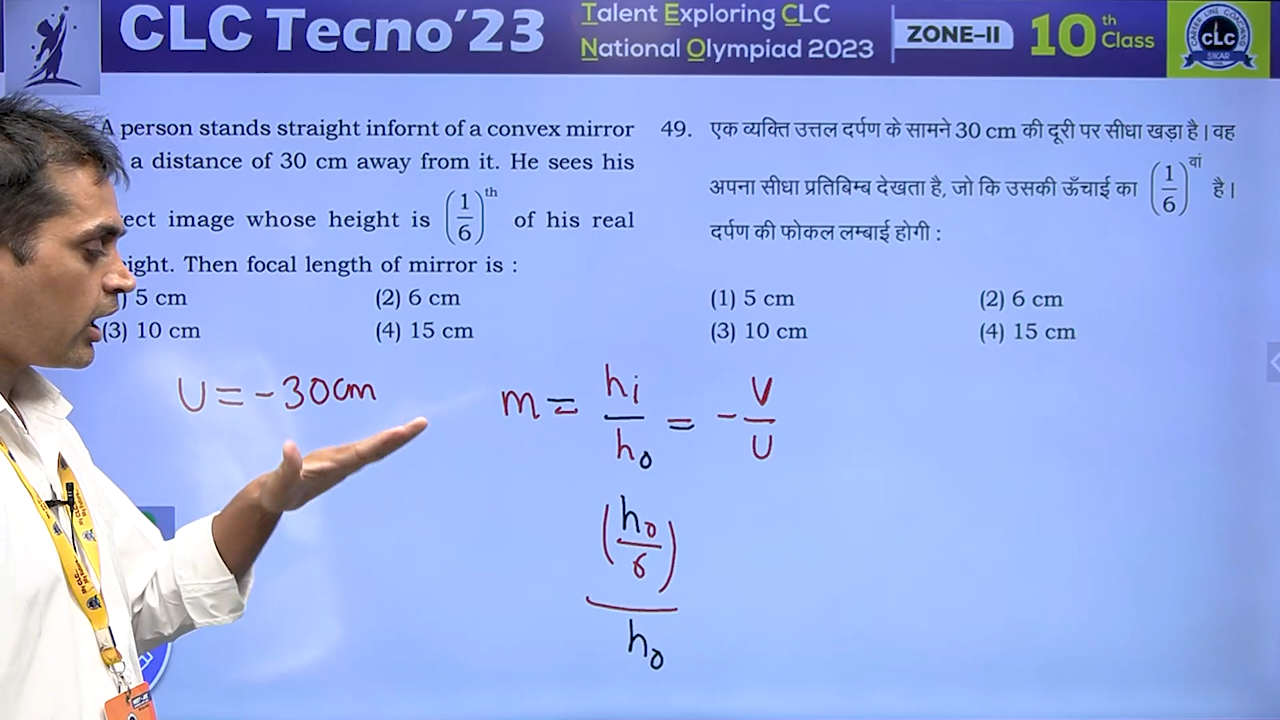 CLC Tecno'23
Talent Exploring CLC
National Olympiad 2023
ZONE–II
10th Class
CAREER LINE COACHING
CLC
SIKAR
A person stands straight infornt of a convex mirror
a distance of 30 cm away from it. He sees his
ect image whose height is (1/6)th of his real
ight. Then focal length of mirror is :
) 5 cm (2) 6 cm
(3) 10 cm (4) 15 cm
49. एक व्यक्ति उत्तल दर्पण के सामने 30 cm की दूरी पर सीधा खड़ा है। वह
अपना सीधा प्रतिबिम्ब देखता है, जो कि उसकी ऊँचाई का (1/6)वां है।
दर्पण की फोकल लम्बाई होगी :
(1) 5 cm (2) 6 cm
(3) 10 cm (4) 15 cm
U = -30cm
m = hi/ho = -V/U
(ho/6)/ho